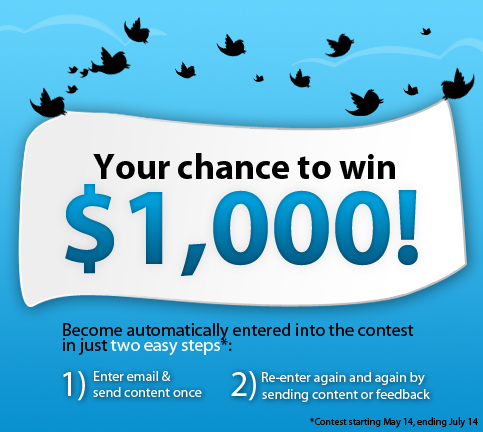 Your chance to win
$1,000!
Become automatically entered into the contest
in just two easy steps*:
1) Enter email &
send content once
2) Re-enter again and again by
sending content or feedback
*Contest starting May 14, ending July 14